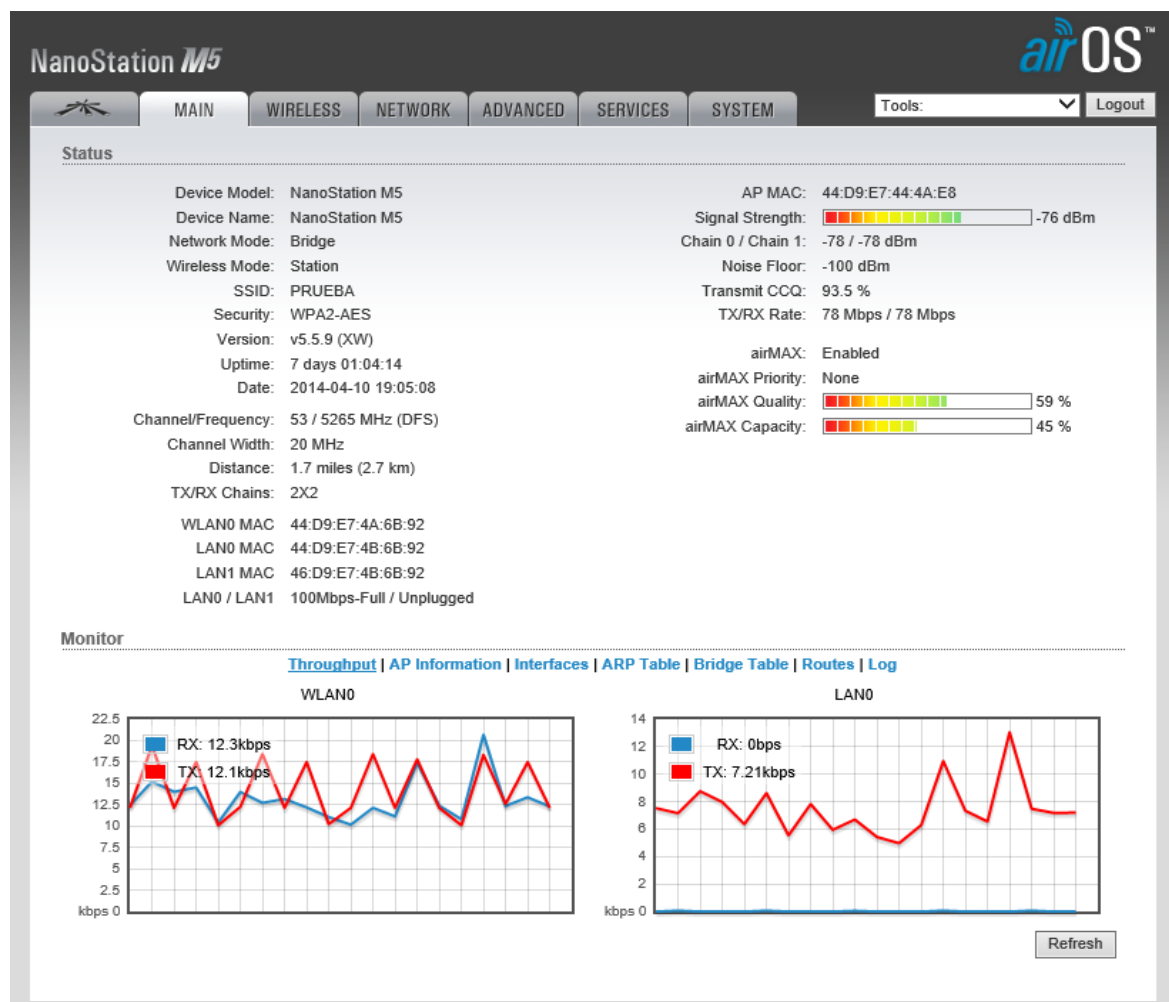 NanoStation M5
airOS™
MAIN WIRELESS NETWORK ADVANCED SERVICES SYSTEM Tools: Logout
Status
Device Model: NanoStation M5
Device Name: NanoStation M5
Network Mode: Bridge
Wireless Mode: Station
SSID: PRUEBA
Security: WPA2-AES
Version: v5.5.9 (XW)
Uptime: 7 days 01:04:14
Date: 2014-04-10 19:05:08
Channel/Frequency: 53 / 5265 MHz (DFS)
Channel Width: 20 MHz
Distance: 1.7 miles (2.7 km)
TX/RX Chains: 2X2
WLAN0 MAC 44:D9:E7:4A:6B:92
LAN0 MAC 44:D9:E7:4B:6B:92
LAN1 MAC 46:D9:E7:4B:6B:92
LAN0 / LAN1 100Mbps-Full / Unplugged
AP MAC: 44:D9:E7:44:4A:E8
Signal Strength: -76 dBm
Chain 0 / Chain 1: -78 / -78 dBm
Noise Floor: -100 dBm
Transmit CCQ: 93.5 %
TX/RX Rate: 78 Mbps / 78 Mbps
airMAX: Enabled
airMAX Priority: None
airMAX Quality: 59 %
airMAX Capacity: 45 %
Monitor
Throughput | AP Information | Interfaces | ARP Table | Bridge Table | Routes | Log
WLAN0
22.5
20
17.5
15
12.5
10
7.5
5
2.5
kbps 0
RX: 12.3kbps
TX: 12.1kbps
LAN0
14
12
10
8
6
4
2
kbps 0
RX: 0bps
TX: 7.21kbps
Refresh